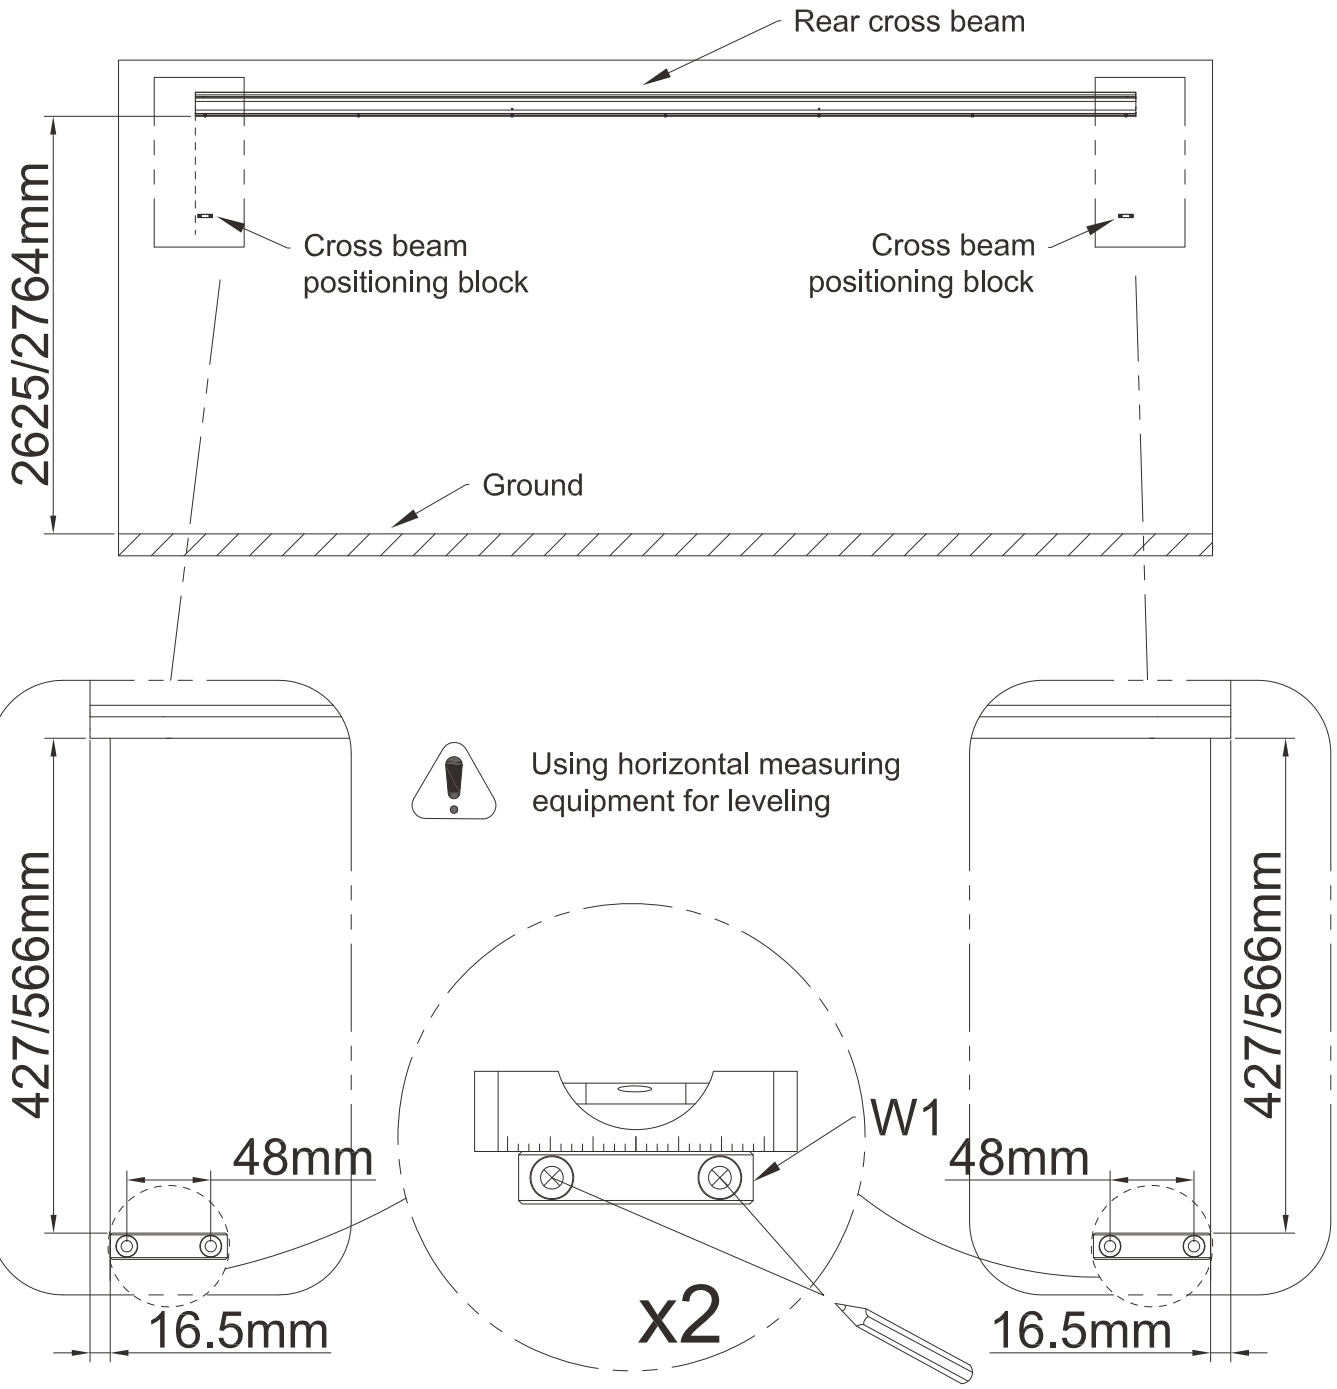 Rear cross beam
2625/2764mm
Cross beam
positioning block
Cross beam
positioning block
Ground
Using horizontal measuring
equipment for leveling
427/566mm
427/566mm
W1
48mm
48mm
x2
16.5mm
16.5mm